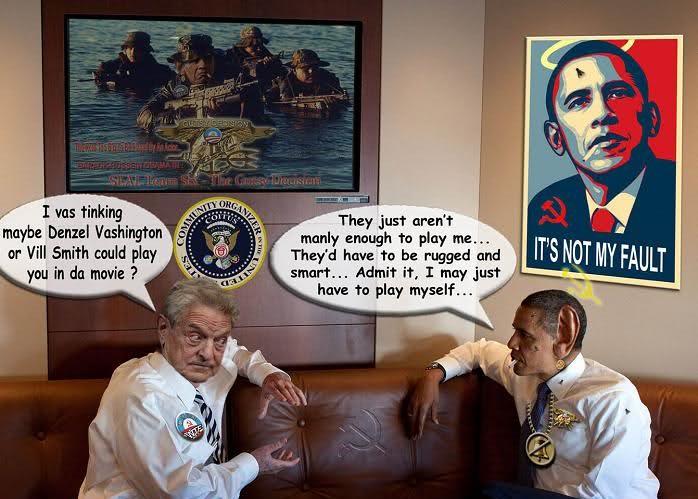 SEAL Team Six - The Gutsy Decision
COMMUNITY ORGANIZER
I vas tinking
maybe Denzel Vashington
or Vill Smith could play
you in da movie ?
They just aren't
manly enough to play me...
They'd have to be rugged and
smart... Admit it, I may just
have to play myself...
IT'S NOT MY FAULT